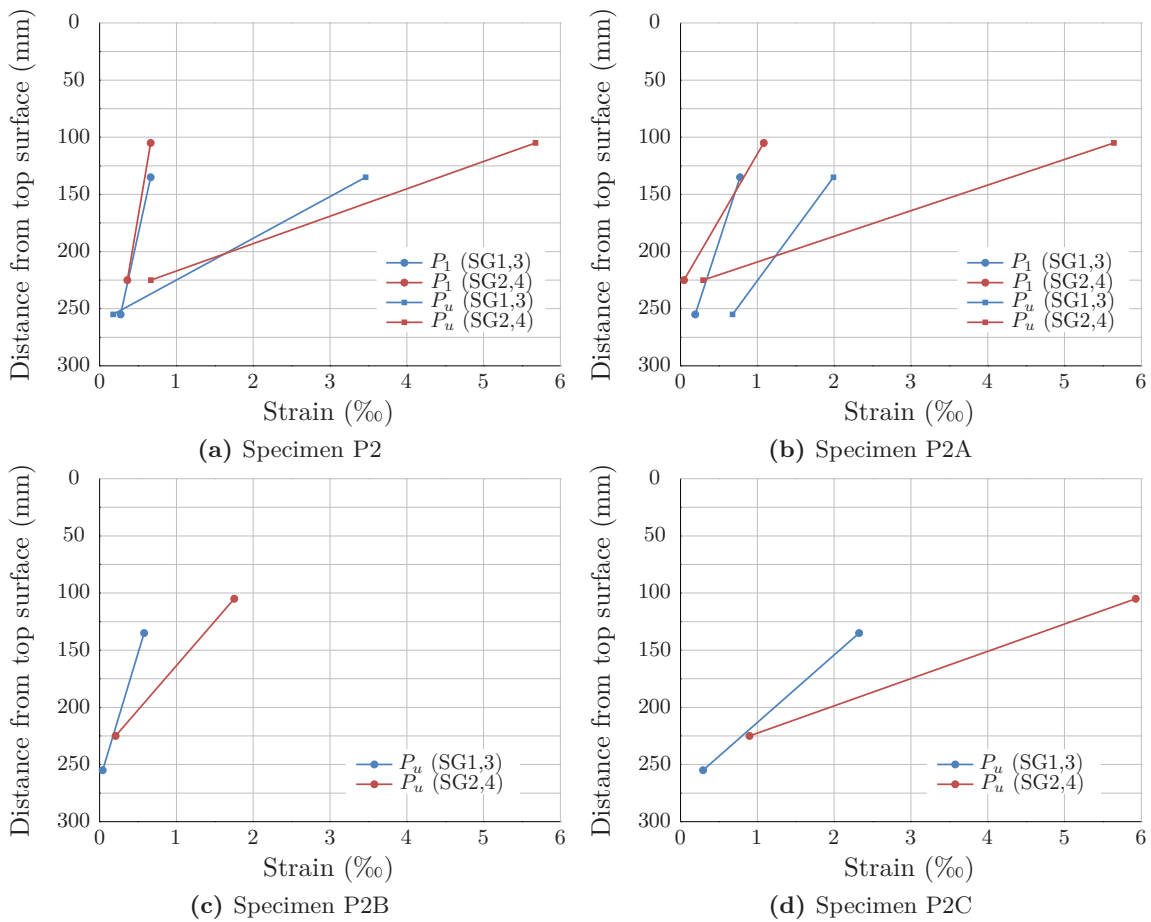 0
50
100
150
200
250
300
Distance from top surface (mm)
P1 (SG1,3)
P1 (SG2,4)
Pu (SG1,3)
Pu (SG2,4)
0 1 2 3 4 5 6
Strain (‰)
(a) Specimen P2
0
50
100
150
200
250
300
Distance from top surface (mm)
P1 (SG1,3)
P1 (SG2,4)
Pu (SG1,3)
Pu (SG2,4)
0 1 2 3 4 5 6
Strain (‰)
(b) Specimen P2A
0
50
100
150
200
250
300
Distance from top surface (mm)
Pu (SG1,3)
Pu (SG2,4)
0 1 2 3 4 5 6
Strain (‰)
(c) Specimen P2B
0
50
100
150
200
250
300
Distance from top surface (mm)
Pu (SG1,3)
Pu (SG2,4)
0 1 2 3 4 5 6
Strain (‰)
(d) Specimen P2C